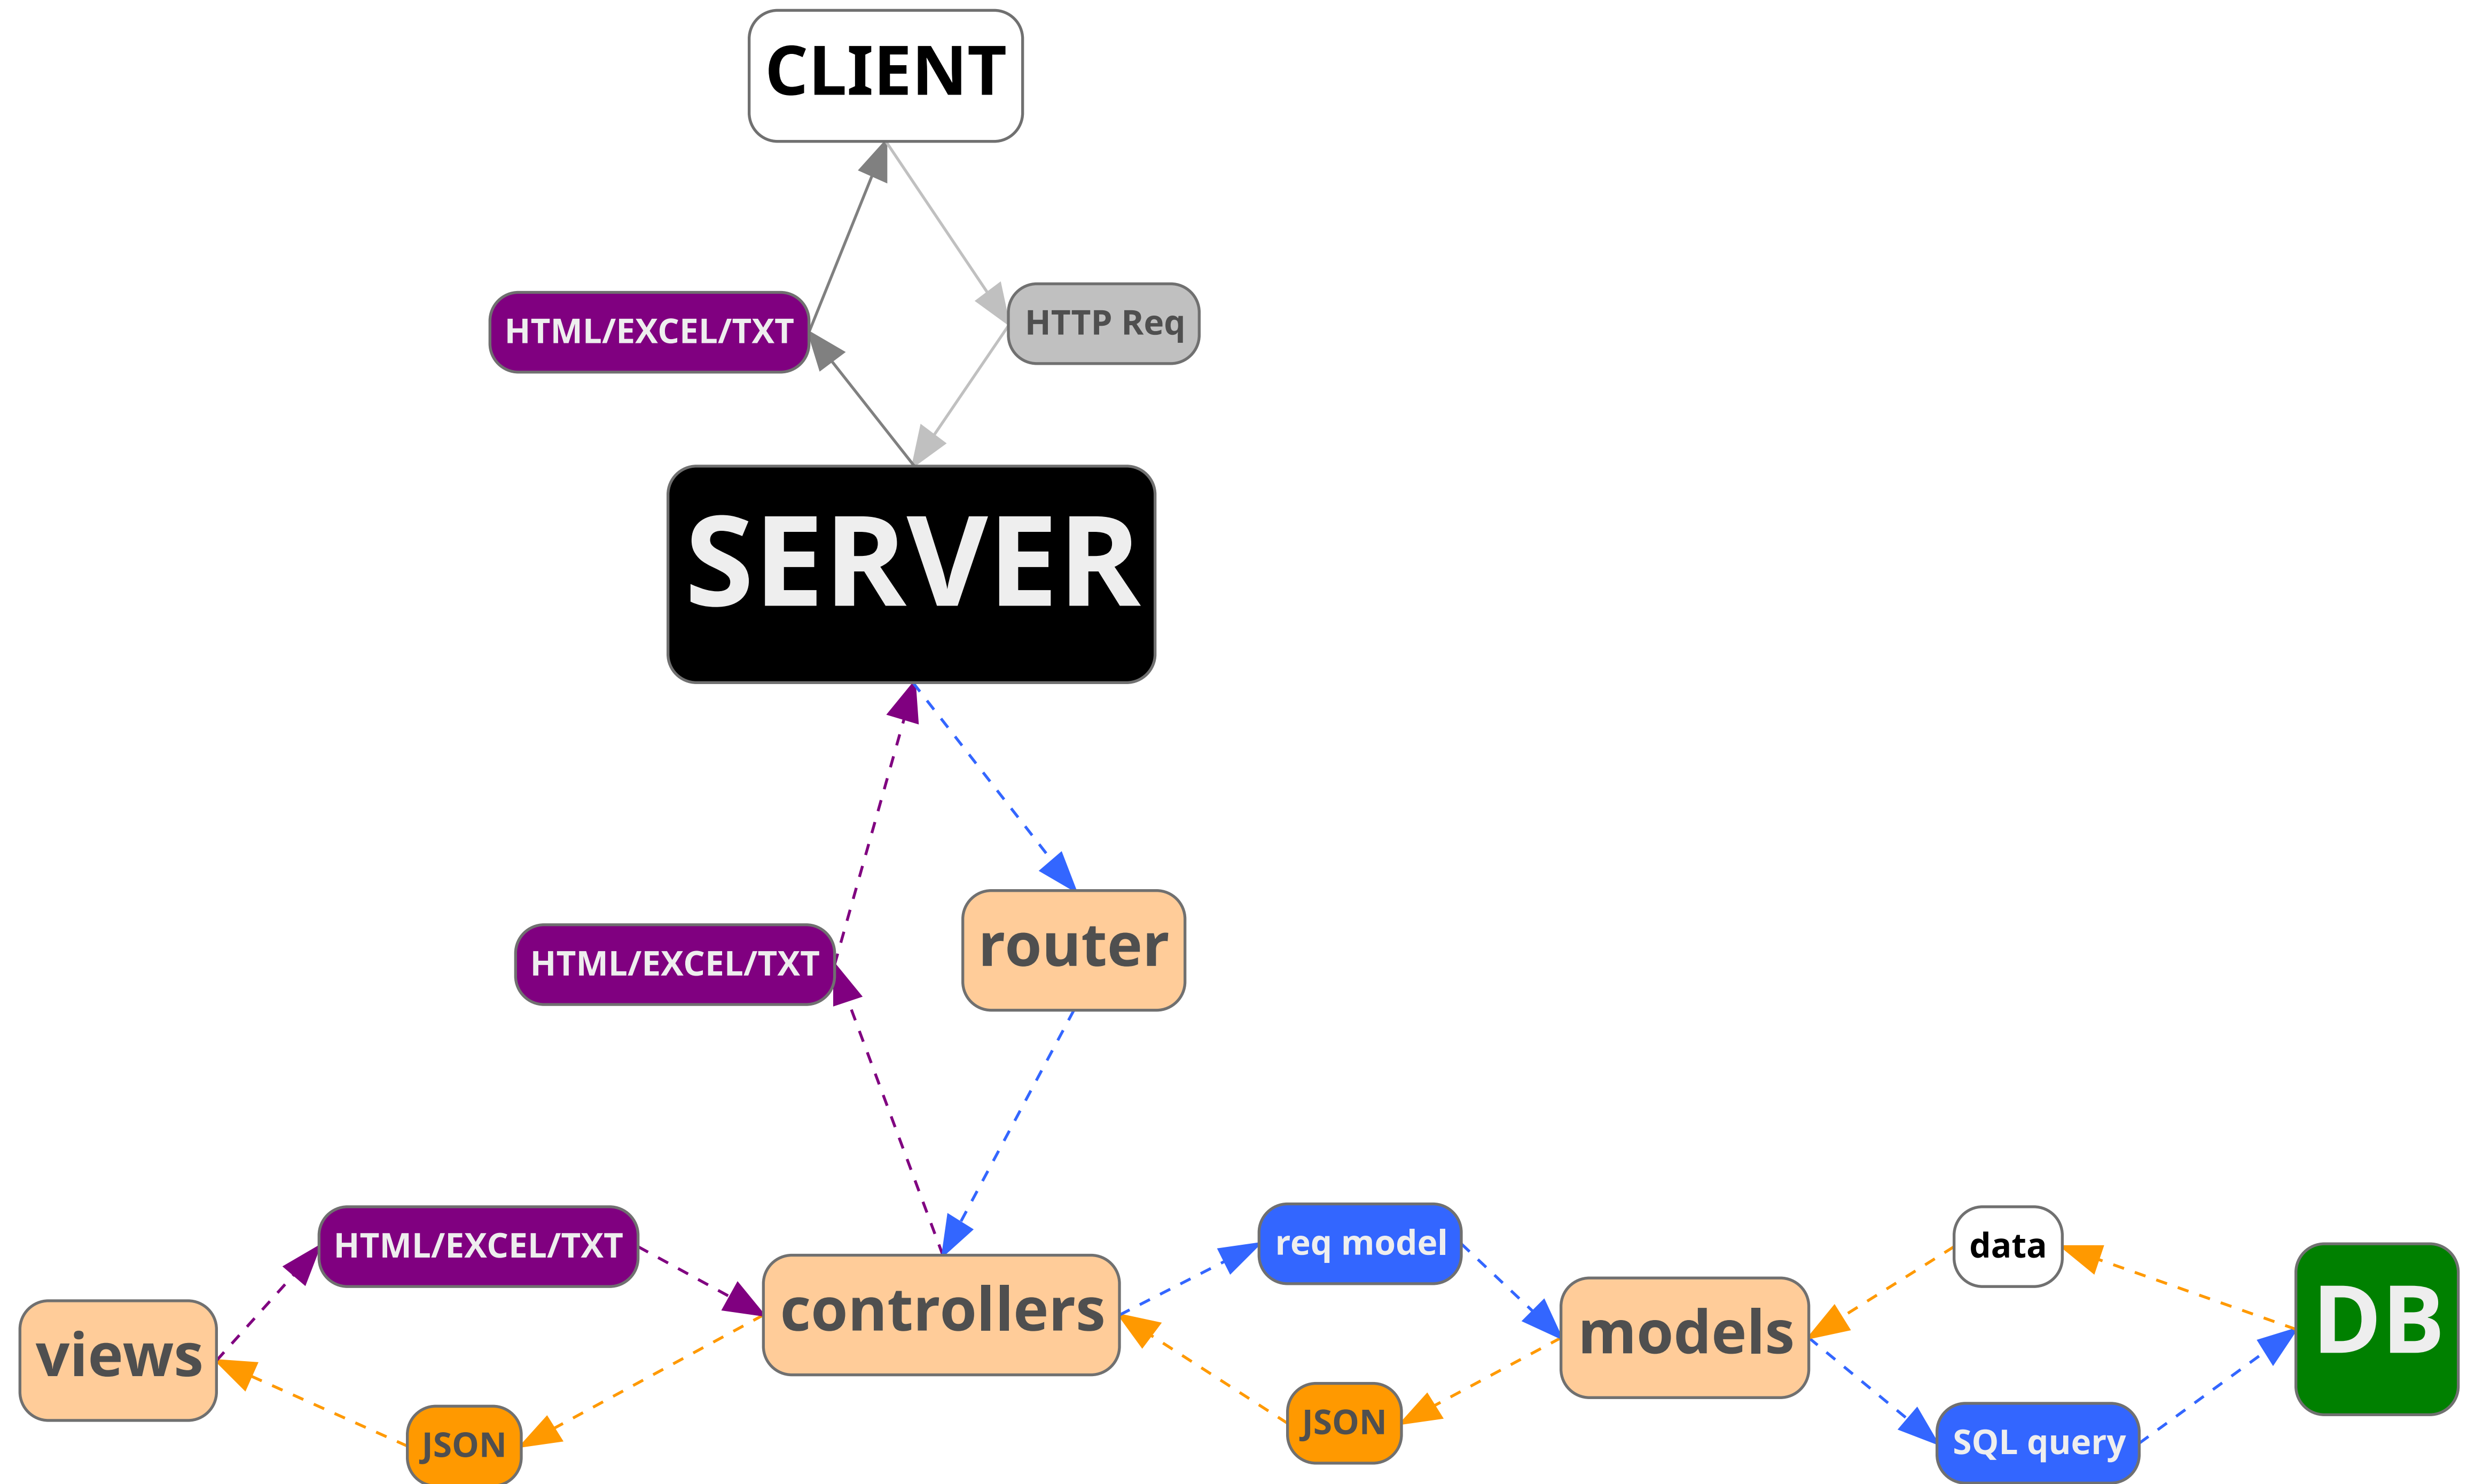 CLIENT
HTML/EXCEL/TXT
HTTP Req
SERVER
router
HTML/EXCEL/TXT
HTML/EXCEL/TXT
req model
data
controllers
models
DB
views
JSON
JSON
SQL query